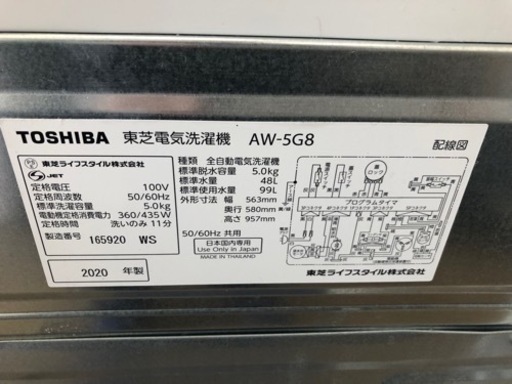 TOSHIBA 東芝電気洗濯機 AW-5G8
配線図
東芝ライフスタイル株式会社
JET
定格電圧 100V
定格周波数 50/60Hz
標準洗濯容量 5.0kg
電動機定格消費電力 360/435W
定格時間 洗いのみ 11分
製造番号 165920 WS
2020 年製
種類 全自動電気洗濯機
標準脱水容量 5.0kg
標準水量 48L
標準使用水量 99L
外形寸法 幅 563mm
奥行 580mm
高さ 957mm
50/60Hz 共用
日本国内専用
Use Only in Japan
MADE IN THAILAND
ロック
プログラムタイマ
東芝ライフスタイル株式会社